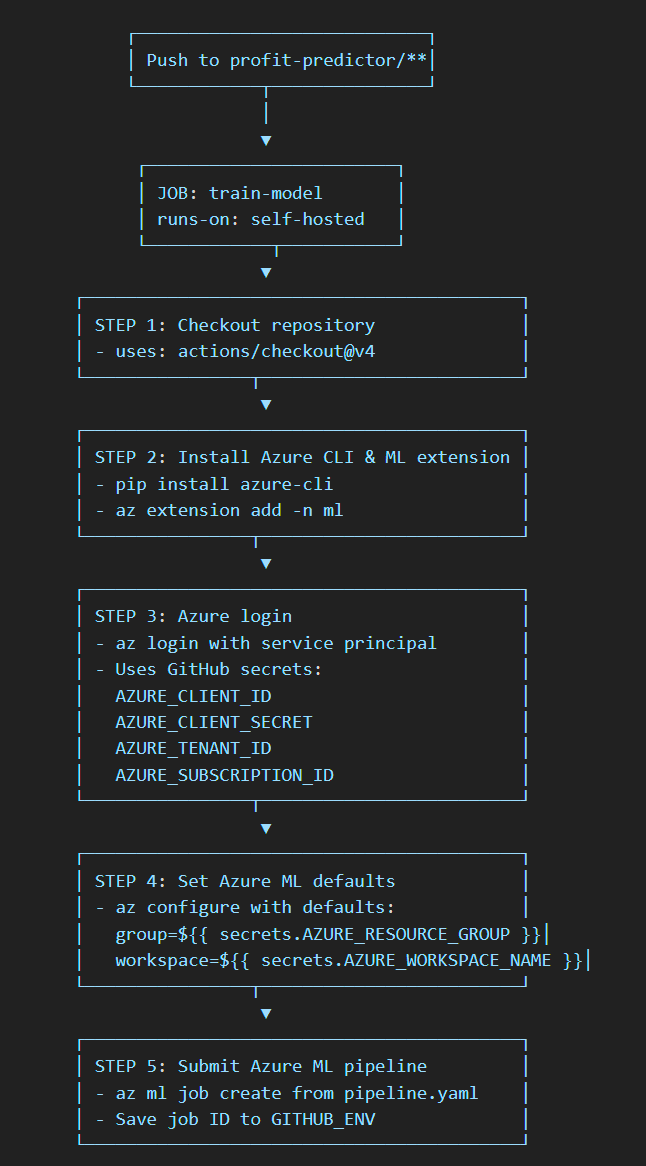 Push to profit-predictor/**
JOB: train-model
runs-on: self-hosted
STEP 1: Checkout repository
- uses: actions/checkout@v4
STEP 2: Install Azure CLI & ML extension
- pip install azure-cli
- az extension add -n ml
STEP 3: Azure login
- az login with service principal
- Uses GitHub secrets:
AZURE_CLIENT_ID
AZURE_CLIENT_SECRET
AZURE_TENANT_ID
AZURE_SUBSCRIPTION_ID
STEP 4: Set Azure ML defaults
- az configure with defaults:
group=${{ secrets.AZURE_RESOURCE_GROUP }}
workspace=${{ secrets.AZURE_WORKSPACE_NAME }}
STEP 5: Submit Azure ML pipeline
- az ml job create from pipeline.yaml
- Save job ID to GITHUB_ENV